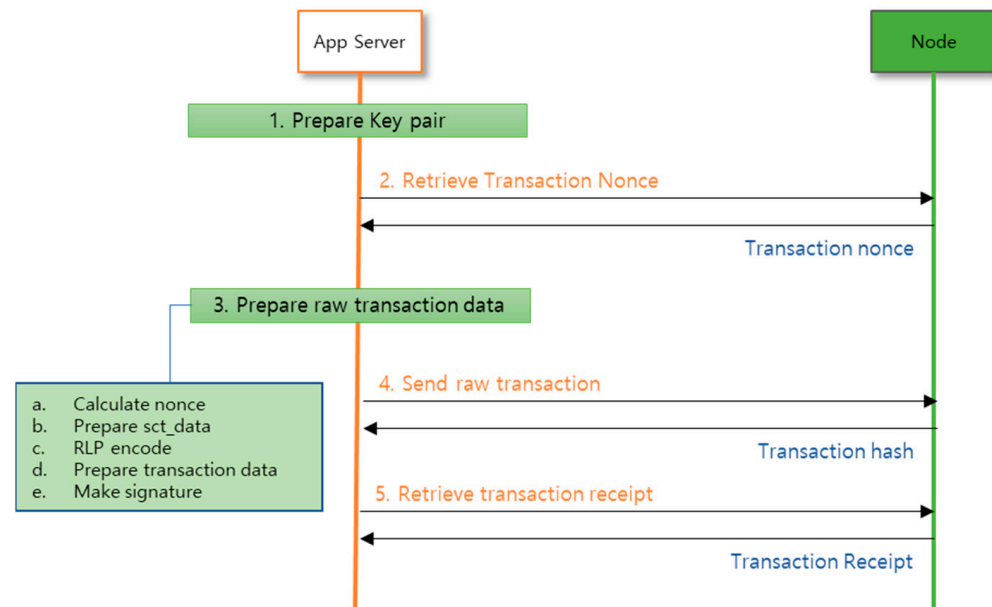 App Server
Node
1. Prepare Key pair
2. Retrieve Transaction Nonce
Transaction nonce
3. Prepare raw transaction data
4. Send raw transaction
a. Calculate nonce
b. Prepare sct_data
c. RLP encode
d. Prepare transaction data
e. Make signature
Transaction hash
5. Retrieve transaction receipt
Transaction Receipt